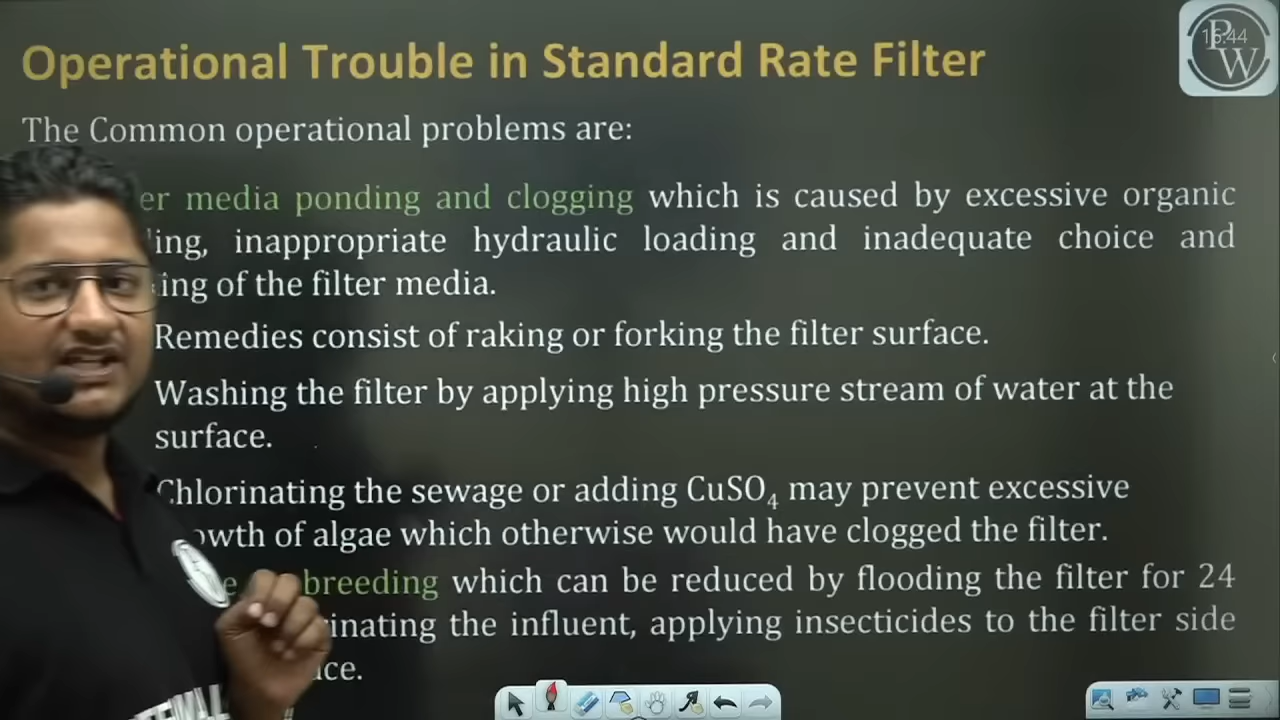 Operational Trouble in Standard Rate Filter
16:44
P W
The Common operational problems are:
er media ponding and clogging which is caused by excessive organic
ing, inappropriate hydraulic loading and inadequate choice and
ing of the filter media.
Remedies consist of raking or forking the filter surface.
Washing the filter by applying high pressure stream of water at the
surface.
Chlorinating the sewage or adding CuSO₄ may prevent excessive
owth of algae which otherwise would have clogged the filter.
breeding which can be reduced by flooding the filter for 24
rinating the influent, applying insecticides to the filter side
ce.